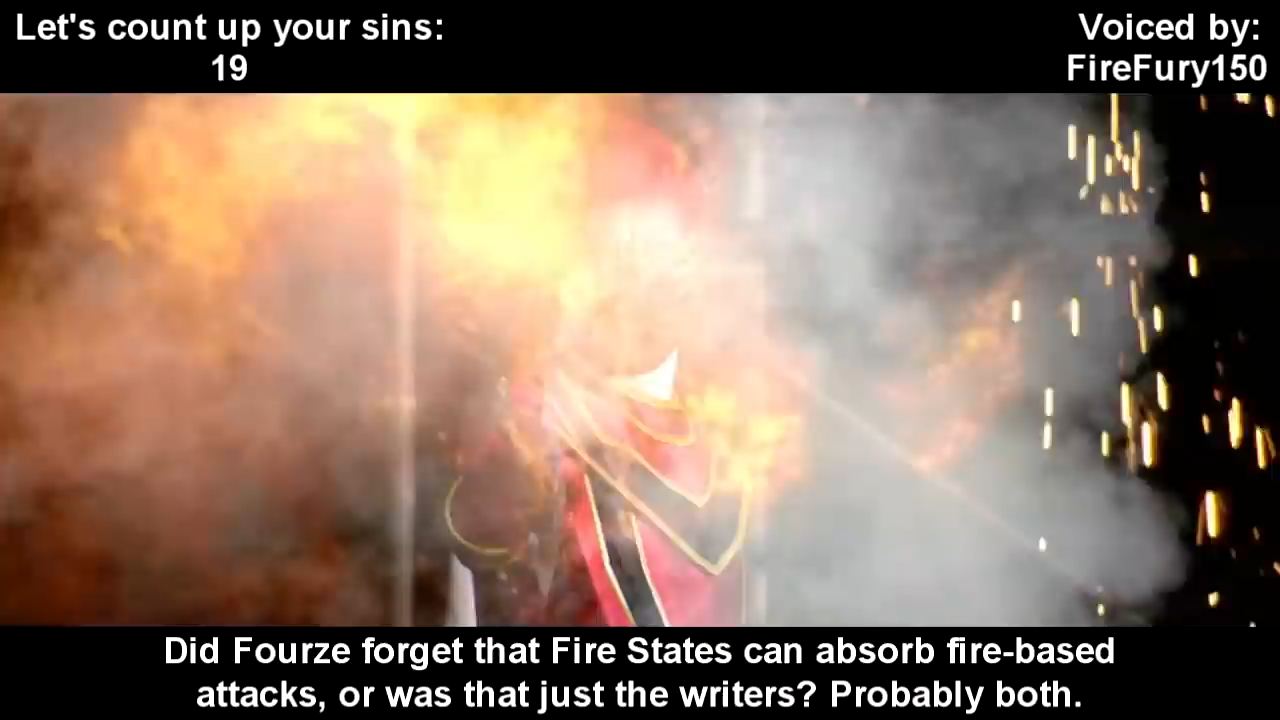 Let's count up your sins:
19
Voiced by:
FireFury150
Did Fourze forget that Fire States can absorb fire-based
attacks, or was that just the writers? Probably both.